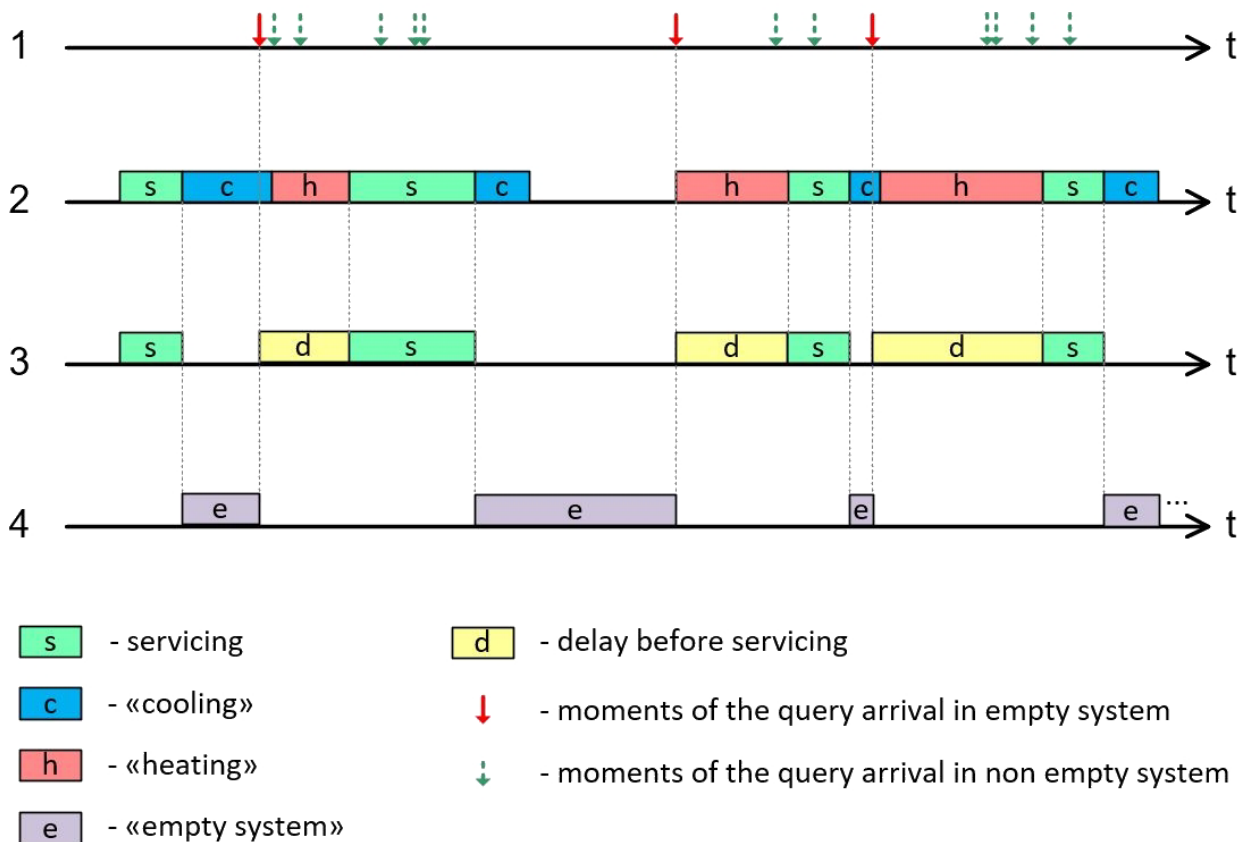 1 t
2 s c h s c h s c h s c t
3 s d s d s d s t
4 e e e e ... t
s - servicing d - delay before servicing
c - «cooling» - moments of the query arrival in empty system
h - «heating» - moments of the query arrival in non empty system
e - «empty system»